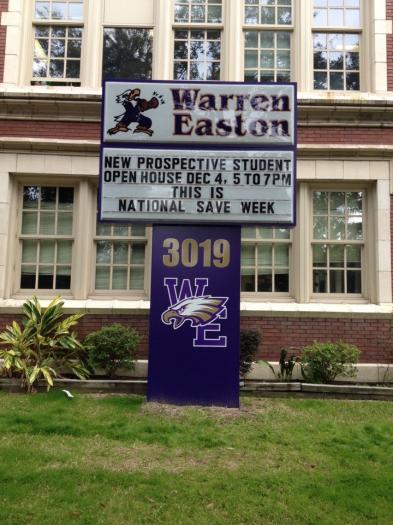 Warren
Easton
NEW PROSPECTIVE STUDENT
OPEN HOUSE DEC 4, 5 TO 7PM
THIS IS
NATIONAL SAVE WEEK
3019
WE